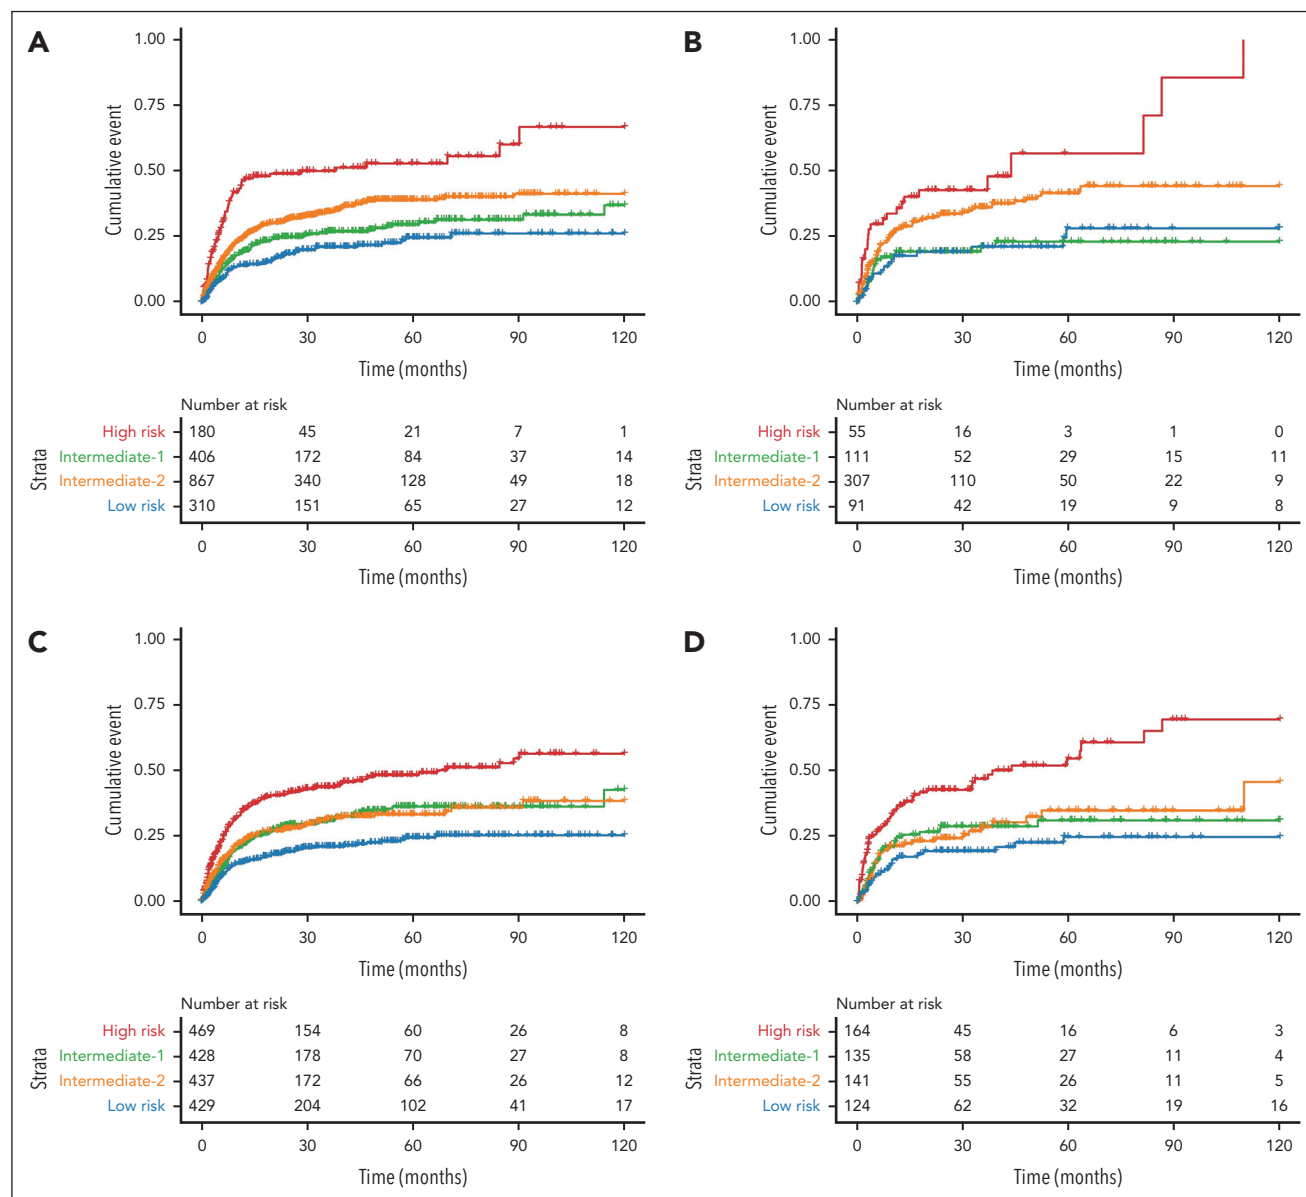 A
1.00
0.75
0.50
0.25
0.00
Cumulative event
0 30 60 90 120
Time (months)
Number at risk
Strata
High risk 180 45 21 7 1
Intermediate-1 406 172 84 37 14
Intermediate-2 867 340 128 49 18
Low risk 310 151 65 27 12
0 30 60 90 120
Time (months)
B
1.00
0.75
0.50
0.25
0.00
Cumulative event
0 30 60 90 120
Time (months)
Number at risk
Strata
High risk 55 16 3 1 0
Intermediate-1 111 52 29 15 11
Intermediate-2 307 110 50 22 9
Low risk 91 42 19 9 8
0 30 60 90 120
Time (months)
C
1.00
0.75
0.50
0.25
0.00
Cumulative event
0 30 60 90 120
Time (months)
Number at risk
Strata
High risk 469 154 60 26 8
Intermediate-1 428 178 70 27 8
Intermediate-2 437 172 66 26 12
Low risk 429 204 102 41 17
0 30 60 90 120
Time (months)
D
1.00
0.75
0.50
0.25
0.00
Cumulative event
0 30 60 90 120
Time (months)
Number at risk
Strata
High risk 164 45 16 6 3
Intermediate-1 135 58 27 11 4
Intermediate-2 141 55 26 11 5
Low risk 124 62 32 19 16
0 30 60 90 120
Time (months)